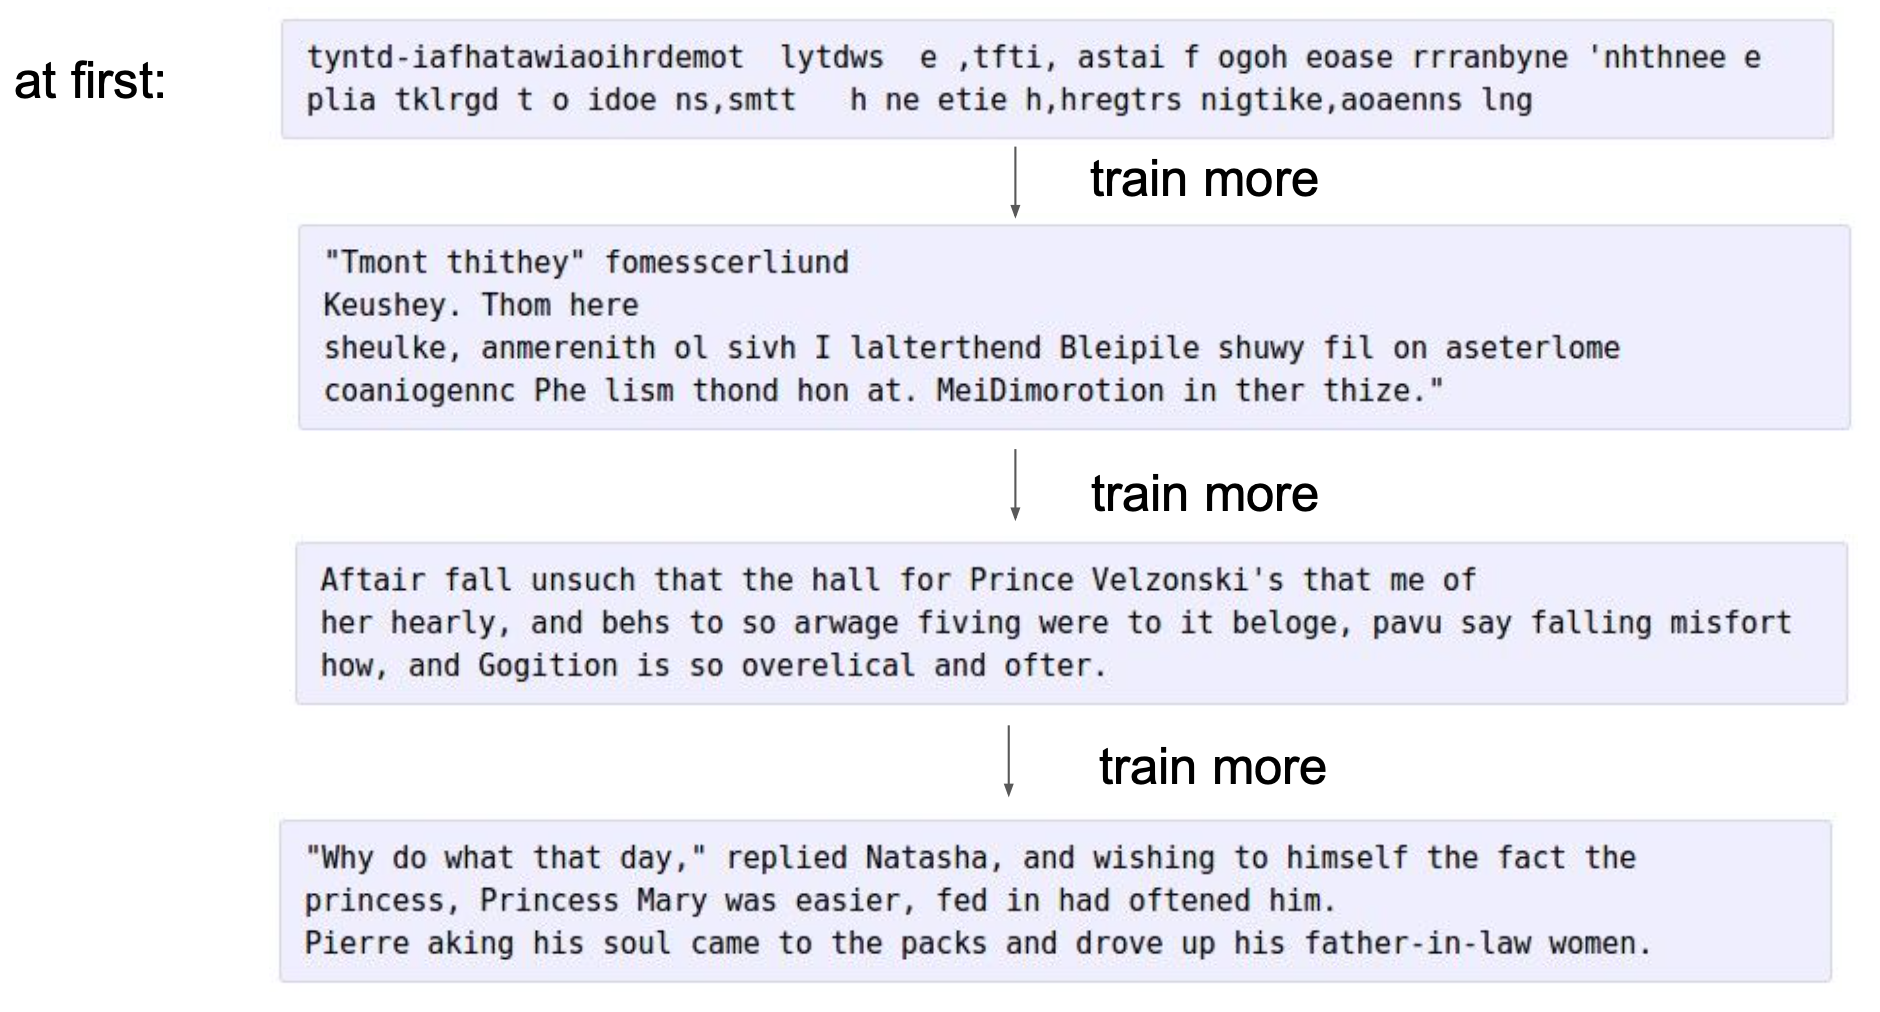 at first:
tyntd-iafhatawiaoihrdemot  lytdws  e ,tfti, astai f ogoh eoase rrranbyne 'nhthnee e
plia tklrgd t o idoe ns,smtt   h ne etie h,hregtrs nigtike,aoaenns lng
train more
"Tmont thithey" fomesscerliund
Keushey. Thom here
sheulke, anmerenith ol sivh I lalterthend Bleipile shuwy fil on aseterlome
coaniogennc Phe lism thond hon at. MeiDimorotion in ther thize."
train more
Aftair fall unsuch that the hall for Prince Velzonski's that me of
her hearly, and behs to so arwage fiving were to it beloge, pavu say falling misfort
how, and Gogition is so overelical and ofter.
train more
"Why do what that day," replied Natasha, and wishing to himself the fact the
princess, Princess Mary was easier, fed in had oftened him.
Pierre aking his soul came to the packs and drove up his father-in-law women.